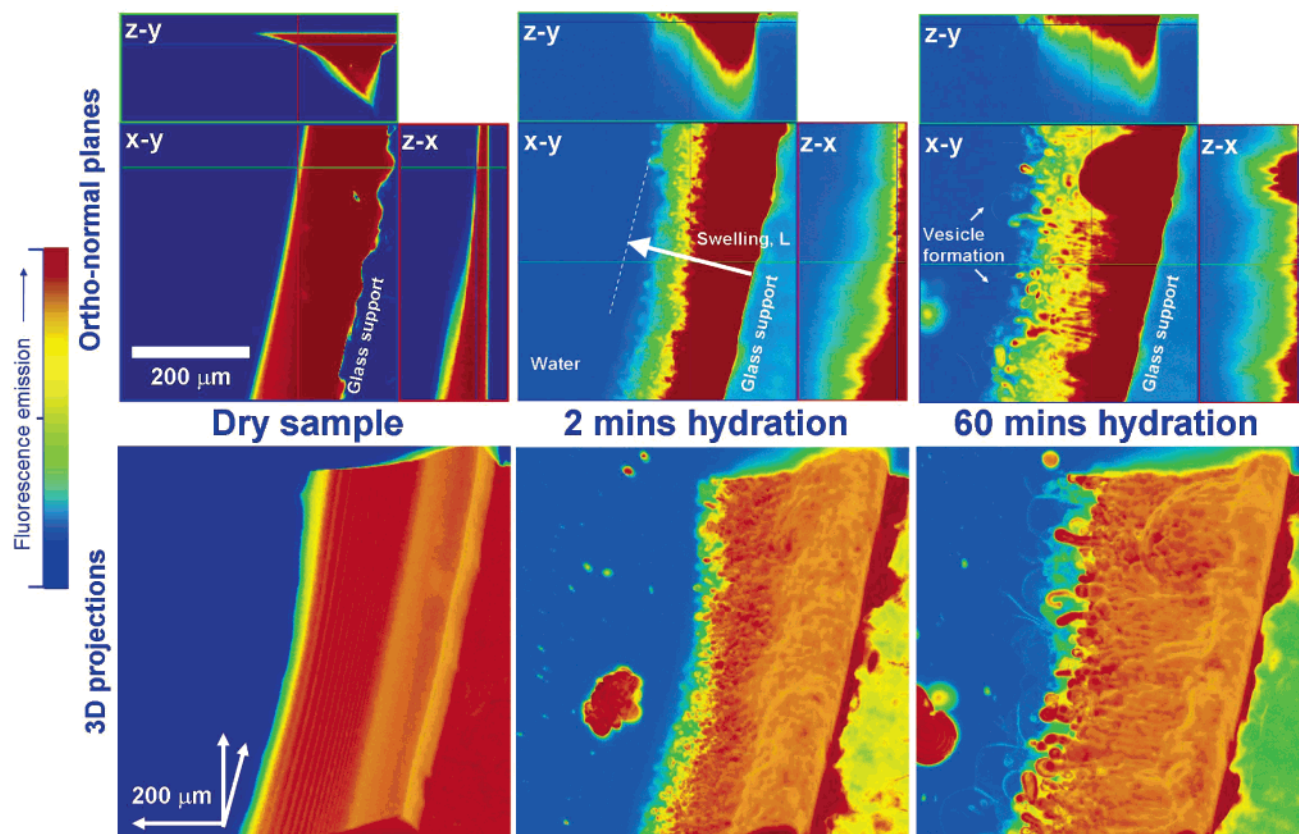 Ortho-normal planes
Fluorescence emission
3D projections
z-y
x-y
z-x
Glass support
200 μm
Dry sample
z-y
x-y
z-x
Swelling, L
Glass support
Water
2 mins hydration
z-y
x-y
z-x
Vesicle
formation
Glass support
60 mins hydration
200 μm